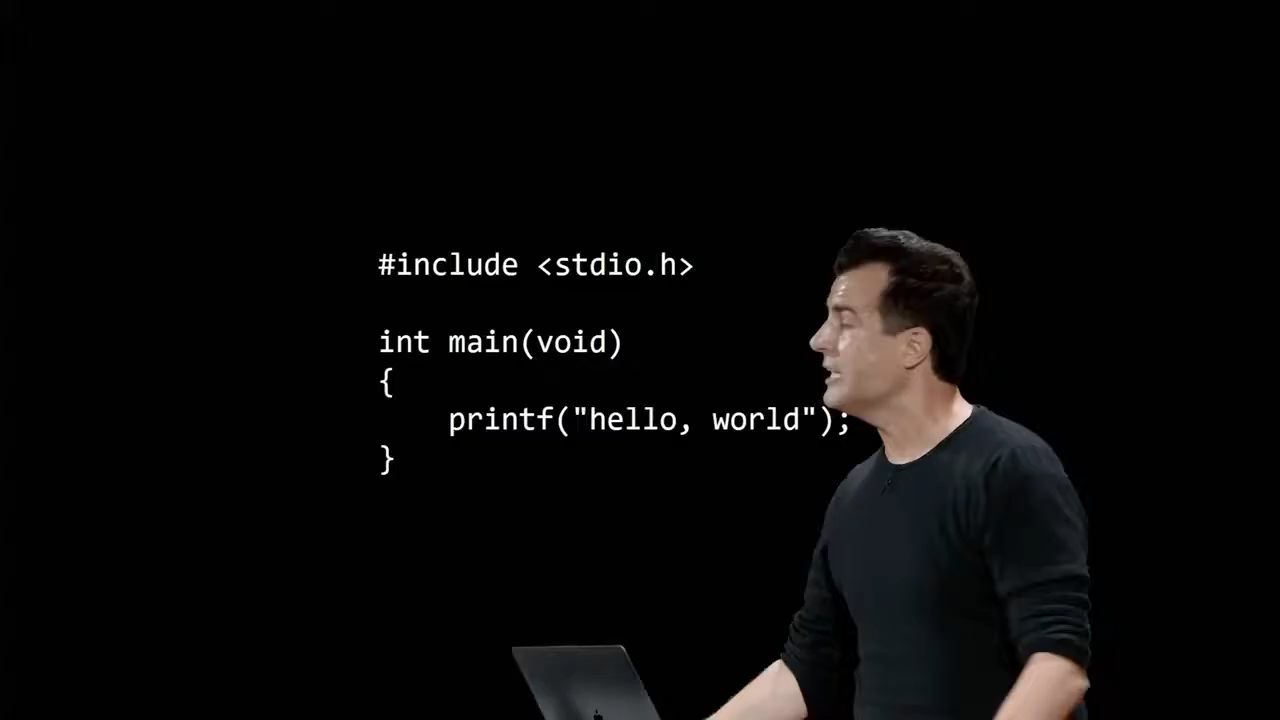 #include <stdio.h>
int main(void)
{
    printf("hello, world");
}